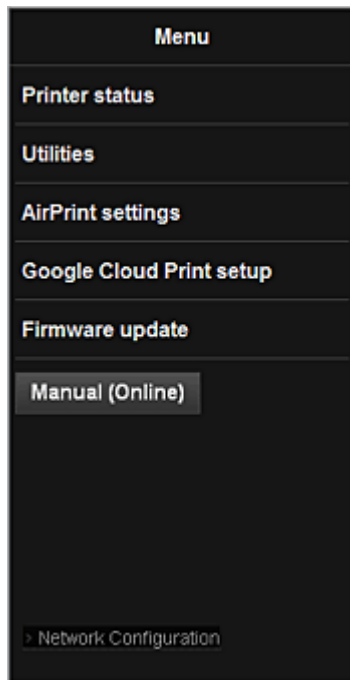 Menu
Printer status
Utilities
AirPrint settings
Google Cloud Print setup
Firmware update
Manual (Online)
> Network Configuration